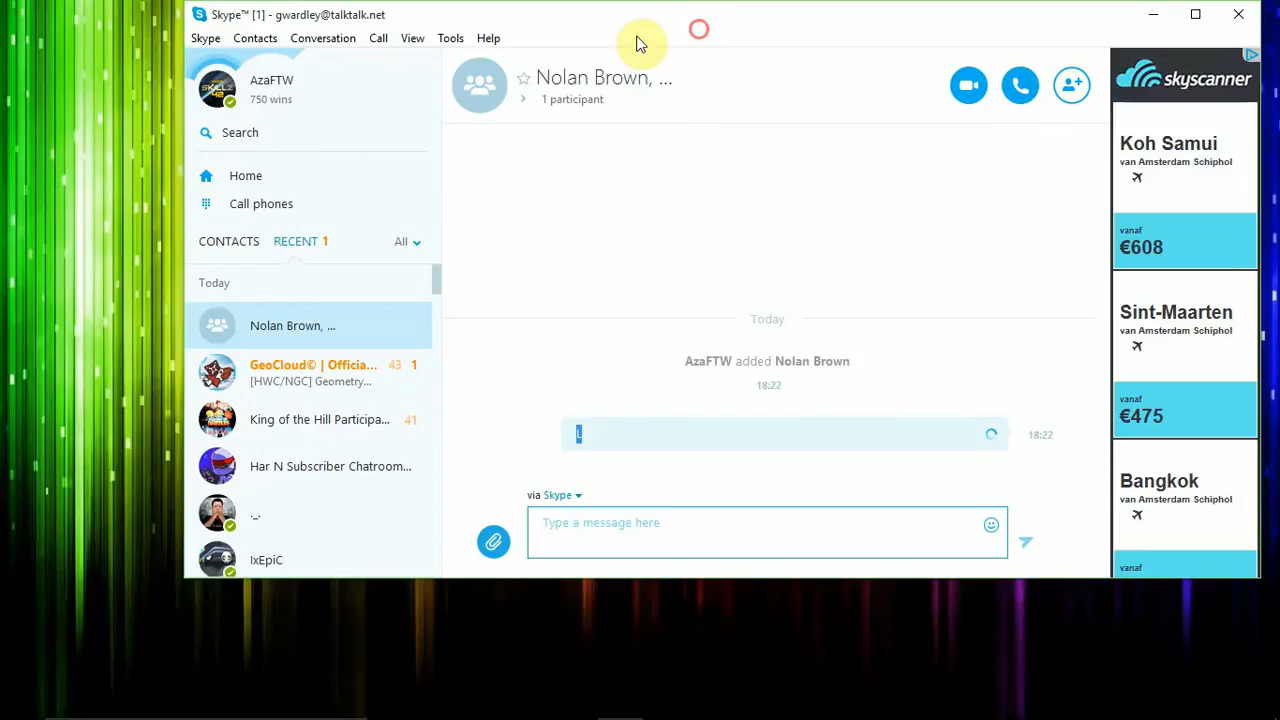 Skype™ [1] - gwardley@talktalk.net
Skype Contacts Conversation Call View Tools Help
AzaFTW
750 wins
Search
Home
Call phones
CONTACTS RECENT 1 All
Today
Nolan Brown, ...
GeoCloud© | Officia... 43 1
[HWC/NGC] Geometry...
King of the Hill Participa... 41
Har N Subscriber Chatroom...
._.
IxEpiC
Nolan Brown, ...
1 participant
Today
AzaFTW added Nolan Brown
18:22
L
18:22
via Skype
Type a message here
skyscanner
Koh Samui
van Amsterdam Schiphol
vanaf
€608
Sint-Maarten
van Amsterdam Schiphol
vanaf
€475
Bangkok
van Amsterdam Schiphol
vanaf